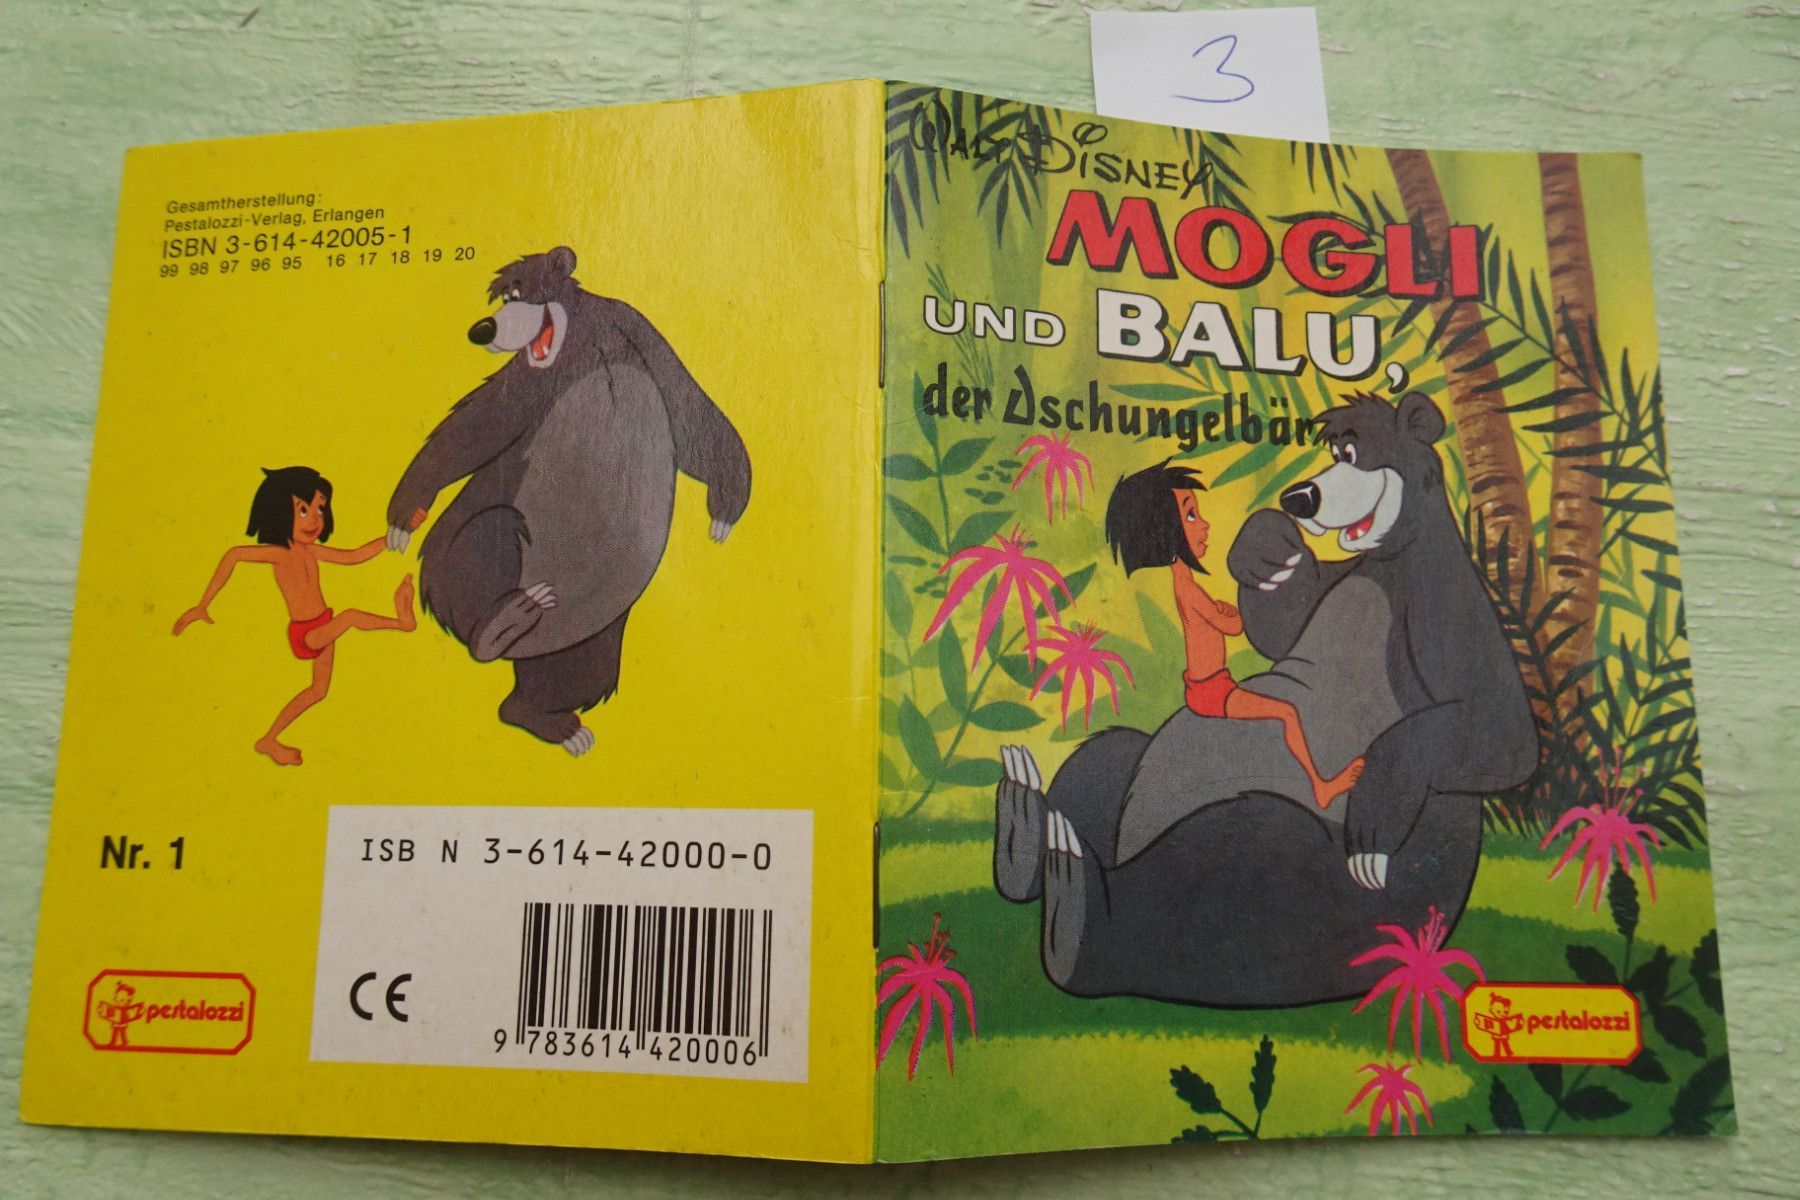 3
Gesamtherstellung:
Pestalozzi-Verlag, Erlangen
ISBN 3-614-42005-1
99 98 97 96 95 16 17 18 19 20
Nr. 1
pestalozzi
ISB N 3-614-42000-0
CE
9 783614 420006
WALT DISNEY
MOGLI
UND BALU,
der Dschungelbär
pestalozzi